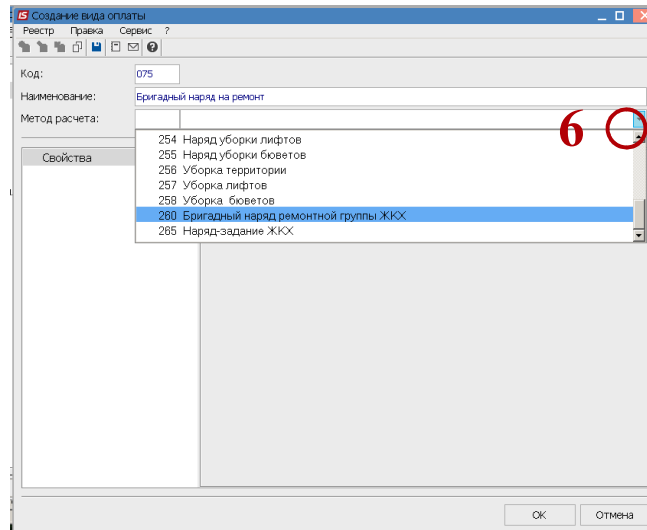 Создание вида оплаты
Реестр Правка Сервис ?
Код: 075
Наименование: Бригадный наряд на ремонт
Метод расчета:
6
254 Наряд уборки лифтов
255 Наряд уборки бюветов
256 Уборка территории
257 Уборка лифтов
258 Уборка бюветов
260 Бригадный наряд ремонтной группы ЖКХ
265 Наряд-задание ЖКХ
Свойства
ОК Отмена